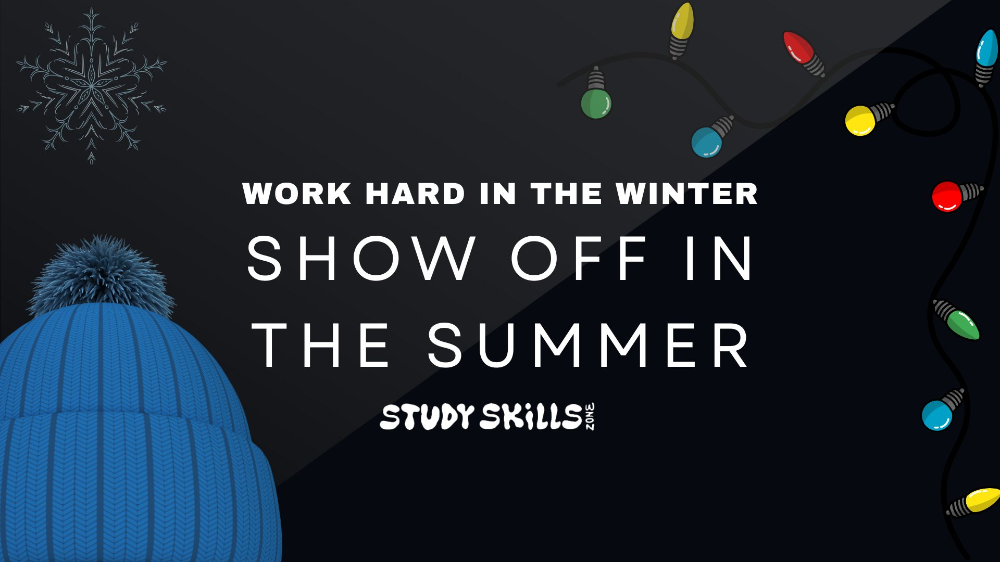 WORK HARD IN THE WINTER
SHOW OFF IN
THE SUMMER
STUDY SKiLLS ZONE